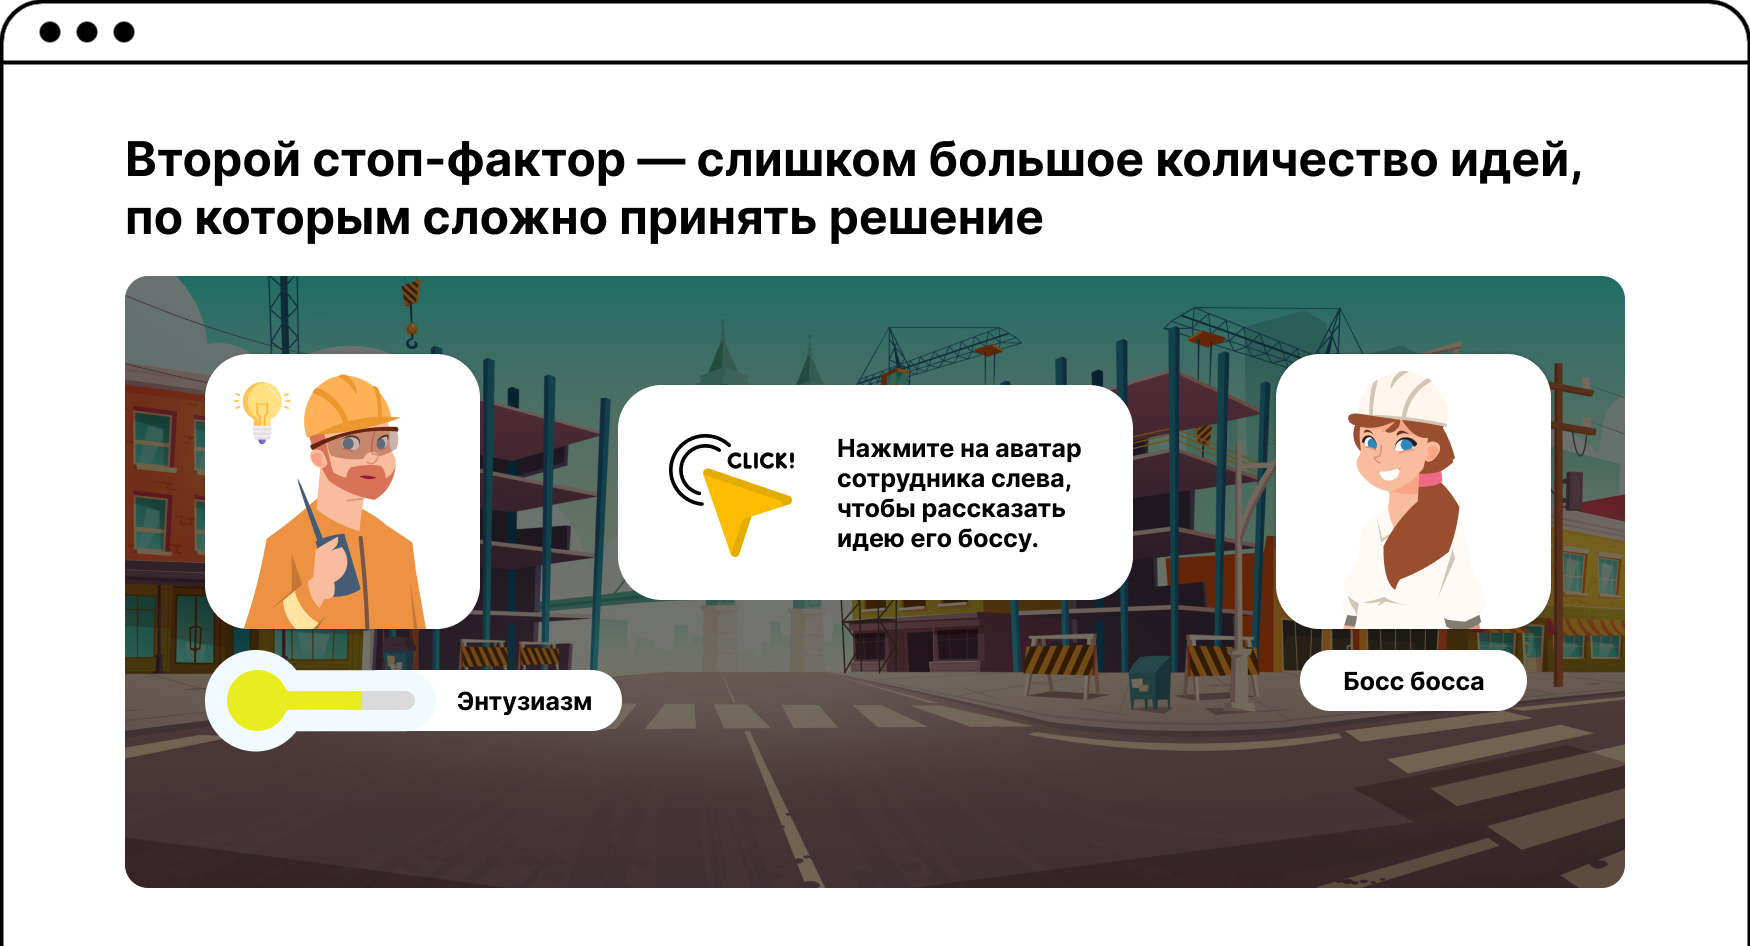 Второй стоп-фактор — слишком большое количество идей,
по которым сложно принять решение
CLICK!
Нажмите на аватар
сотрудника слева,
чтобы рассказать
идею его боссу.
Энтузиазм
Босс босса